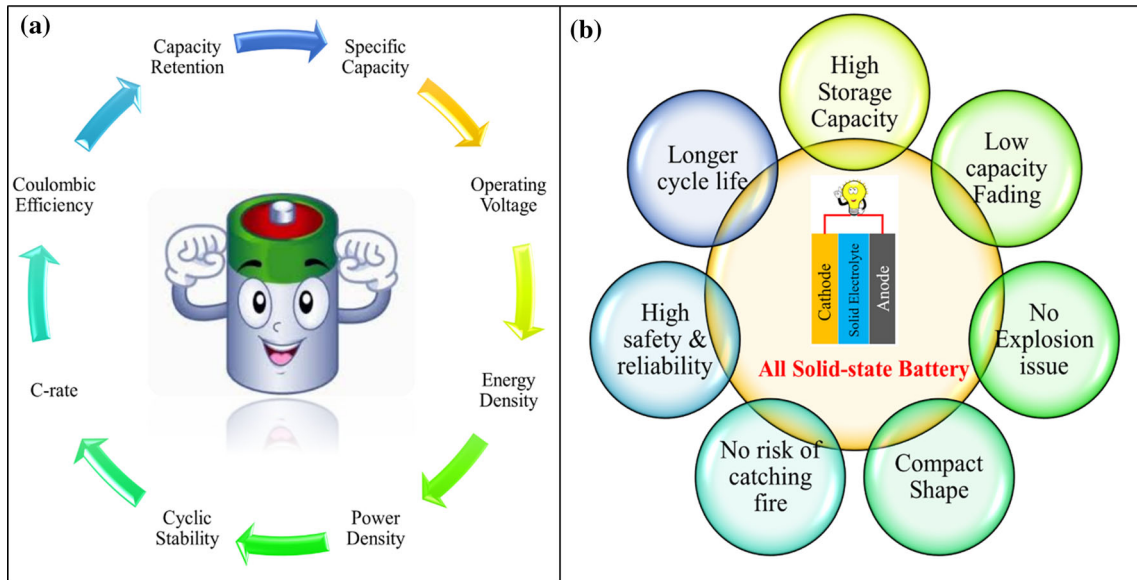 (a)
Capacity
Retention
Specific
Capacity
Operating
Voltage
Energy
Density
Power
Density
Cyclic
Stability
C-rate
Coulombic
Efficiency
(b)
High
Storage
Capacity
Low
capacity
Fading
No
Explosion
issue
Compact
Shape
No risk of
catching
fire
High
safety &
reliability
Longer
cycle life
Cathode
Solid Electrolyte
Anode
All Solid-state Battery